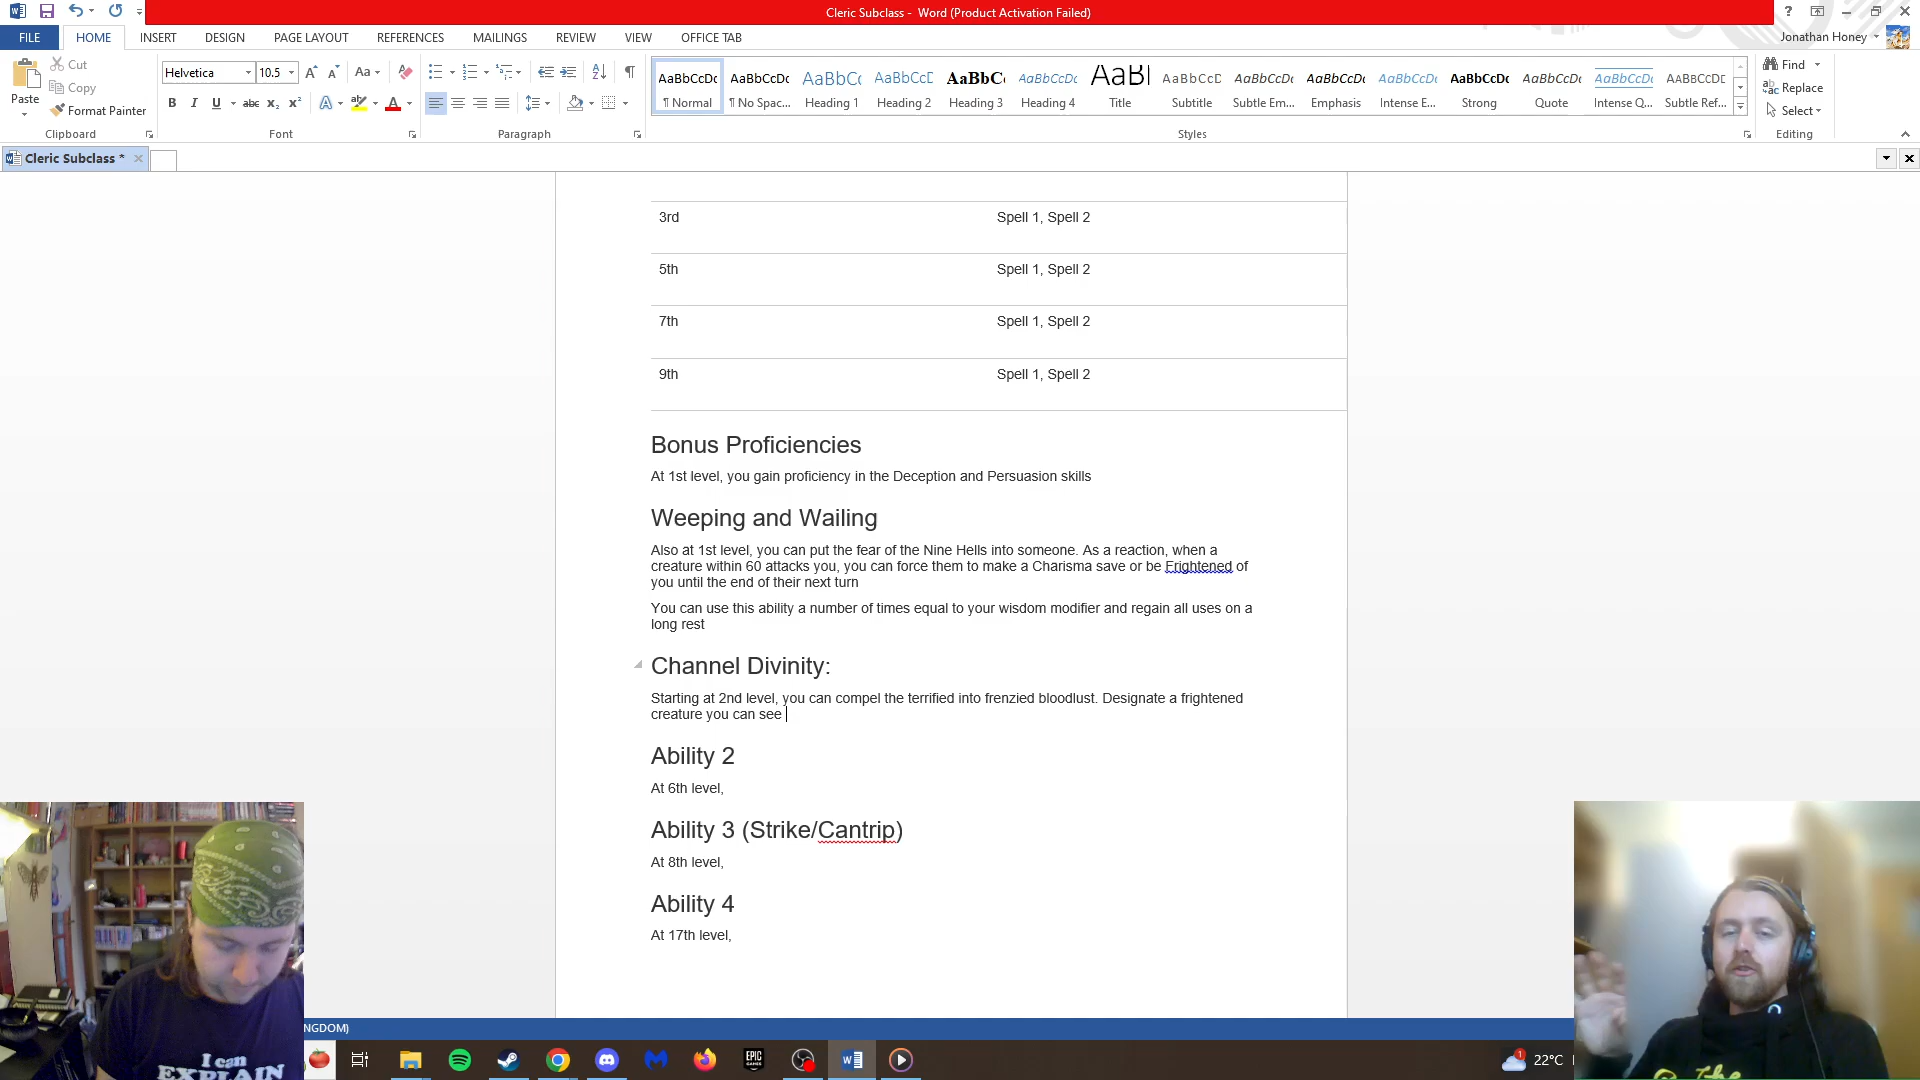 Cleric Subclass - Word (Product Activation Failed)
FILE HOME INSERT DESIGN PAGE LAYOUT REFERENCES MAILINGS REVIEW VIEW OFFICE TAB
Jonathan Honey
Paste
Cut
Copy
Format Painter
Clipboard
Helvetica 10.5
Font
Paragraph
AaBbCcDc AaBbCcDc AaBbC AaBbCcD AaBbC AaBbCcDc AaBl AaBbCcD AaBbCcDc AaBbCcDc AaBbCcDc AaBbCcDc AaBbCcDc AaBbCcDc AABBCCDE
¶ Normal ¶ No Spac... Heading 1 Heading 2 Heading 3 Heading 4 Title Subtitle Subtle Em... Emphasis Intense E... Strong Quote Intense Q... Subtle Ref...
Styles
Find
Replace
Select
Editing
Cleric Subclass *
3rd Spell 1, Spell 2
5th Spell 1, Spell 2
7th Spell 1, Spell 2
9th Spell 1, Spell 2
Bonus Proficiencies
At 1st level, you gain proficiency in the Deception and Persuasion skills
Weeping and Wailing
Also at 1st level, you can put the fear of the Nine Hells into someone. As a reaction, when a
creature within 60 attacks you, you can force them to make a Charisma save or be Frightened of
you until the end of their next turn
You can use this ability a number of times equal to your wisdom modifier and regain all uses on a
long rest
Channel Divinity:
Starting at 2nd level, you can compel the terrified into frenzied bloodlust. Designate a frightened
creature you can see
Ability 2
At 6th level,
Ability 3 (Strike/Cantrip)
At 8th level,
Ability 4
At 17th level,
NGDOM)
I can
EXPLAIN
EPIC GAMES
1
22°C